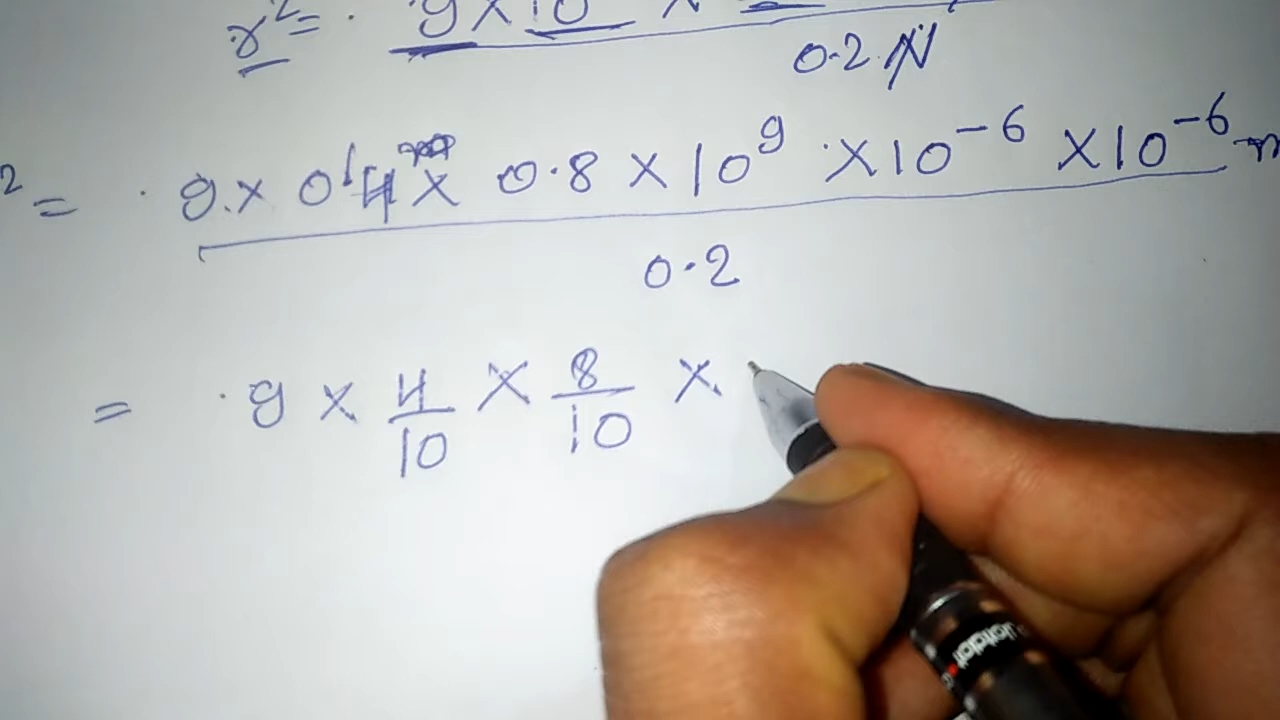 r² = 9 × 10
0.2 N
2 = 9 × 0.4 × 0.8 × 10⁹ × 10⁻⁶ × 10⁻⁶ m
0.2
= 9 × 4/10 × 8/10 ×